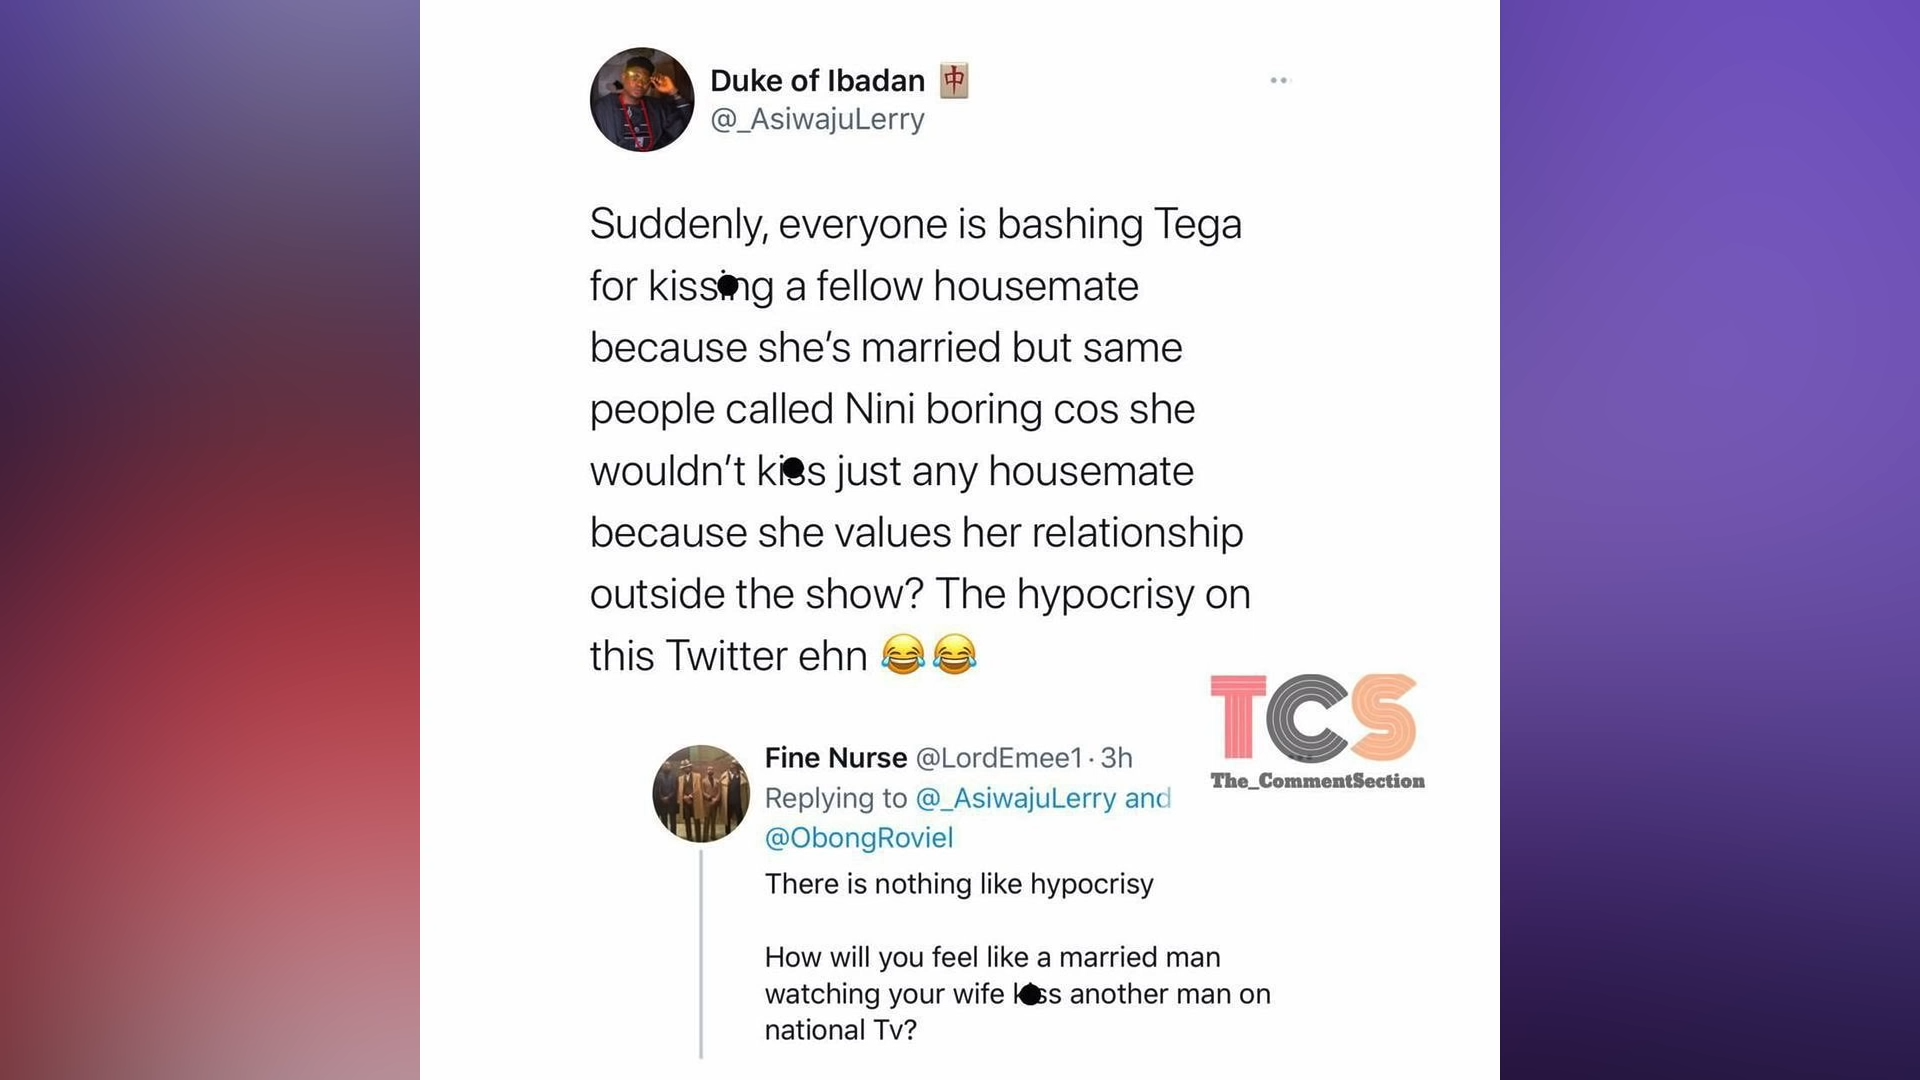 Duke of Ibadan 🀄
@_AsiwajuLerry
Suddenly, everyone is bashing Tega
for kissing a fellow housemate
because she's married but same
people called Nini boring cos she
wouldn't kiss just any housemate
because she values her relationship
outside the show? The hypocrisy on
this Twitter ehn 😂😂
TCS
The_CommentSection
Fine Nurse @LordEmee1 · 3h
Replying to @_AsiwajuLerry and
@ObongRoviel
There is nothing like hypocrisy
How will you feel like a married man
watching your wife kiss another man on
national Tv?